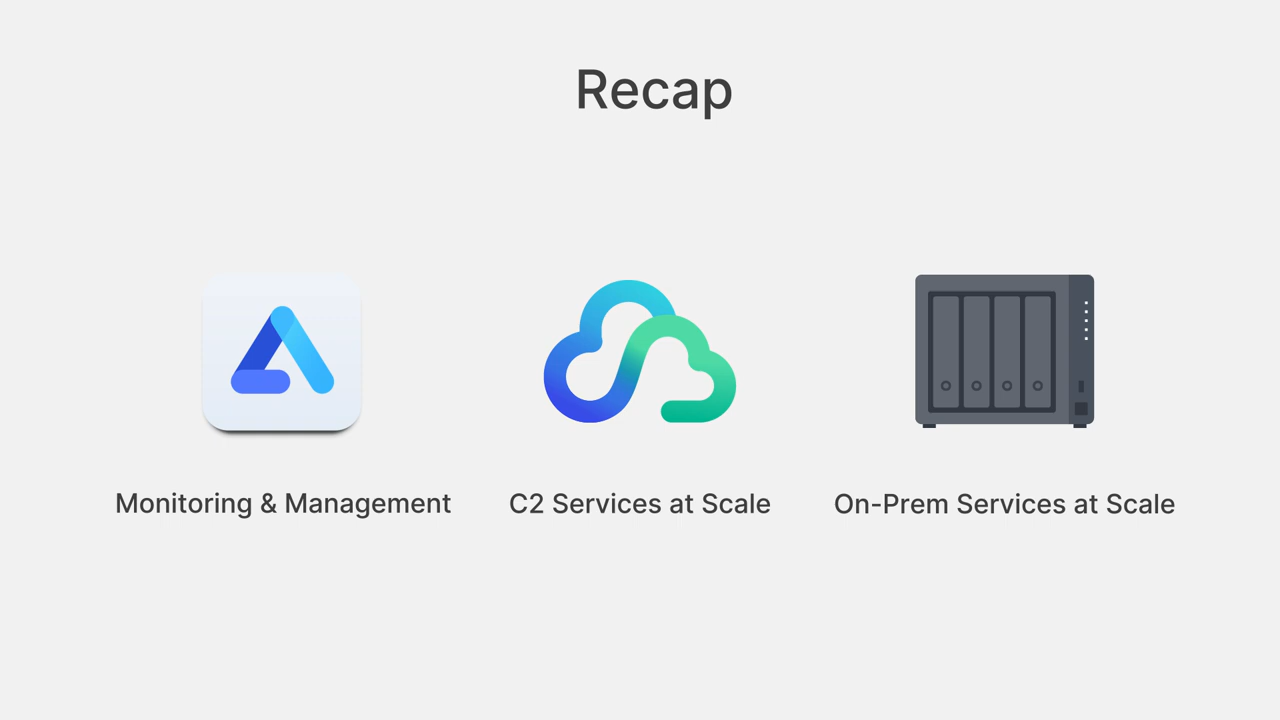 Recap
Monitoring & Management
C2 Services at Scale
On-Prem Services at Scale